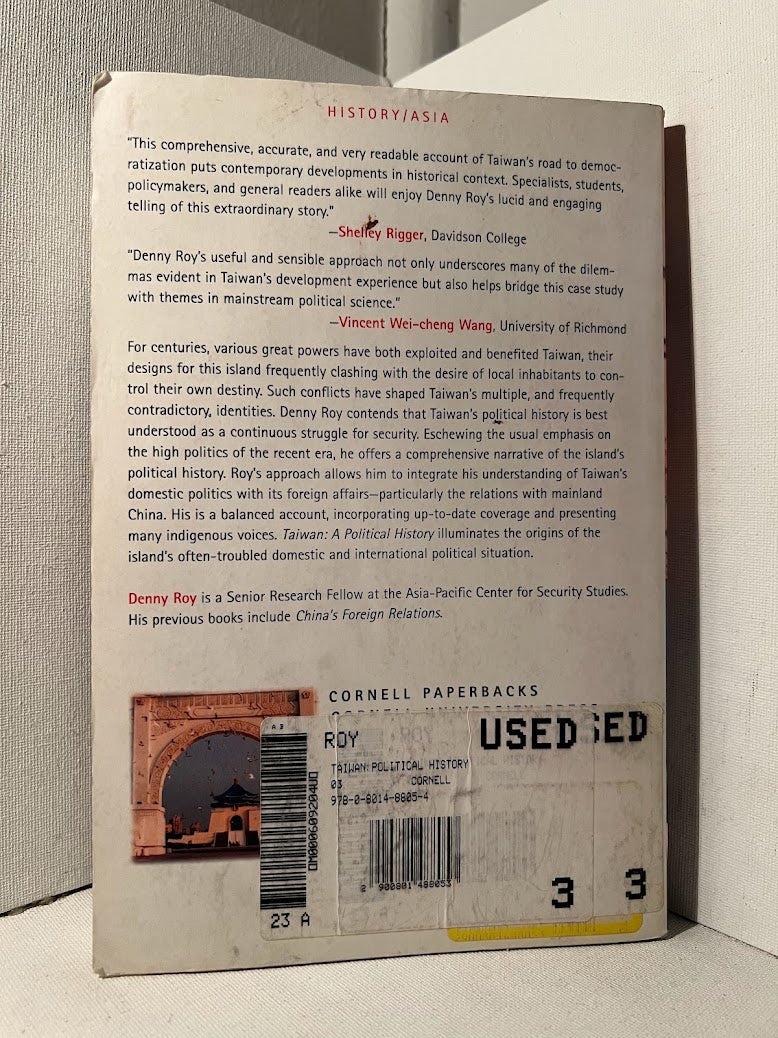 HISTORY/ASIA
"This comprehensive, accurate, and very readable account of Taiwan's road to democ-
ratization puts contemporary developments in historical context. Specialists, students,
policymakers, and general readers alike will enjoy Denny Roy's lucid and engaging
telling of this extraordinary story."
—Shelley Rigger, Davidson College
"Denny Roy's useful and sensible approach not only underscores many of the dilem-
mas evident in Taiwan's development experience but also helps bridge this case study
with themes in mainstream political science."
—Vincent Wei-cheng Wang, University of Richmond
For centuries, various great powers have both exploited and benefited Taiwan, their
designs for this island frequently clashing with the desire of local inhabitants to con-
trol their own destiny. Such conflicts have shaped Taiwan's multiple, and frequently
contradictory, identities. Denny Roy contends that Taiwan's political history is best
understood as a continuous struggle for security. Eschewing the usual emphasis on
the high politics of the recent era, he offers a comprehensive narrative of the island's
political history. Roy's approach allows him to integrate his understanding of Taiwan's
domestic politics with its foreign affairs—particularly the relations with mainland
China. His is a balanced account, incorporating up-to-date coverage and presenting
many indigenous voices. Taiwan: A Political History illuminates the origins of the
island's often-troubled domestic and international political situation.
Denny Roy is a Senior Research Fellow at the Asia-Pacific Center for Security Studies.
His previous books include China's Foreign Relations.
CORNELL PAPERBACKS
CORNELL UNIVERSITY PRESS
A 3
ROY
USED SED
TAIWAN:POLITICAL HISTORY
03 CORNELL
978-0-8014-8805-4
2 900801 488053
3 3
23 A